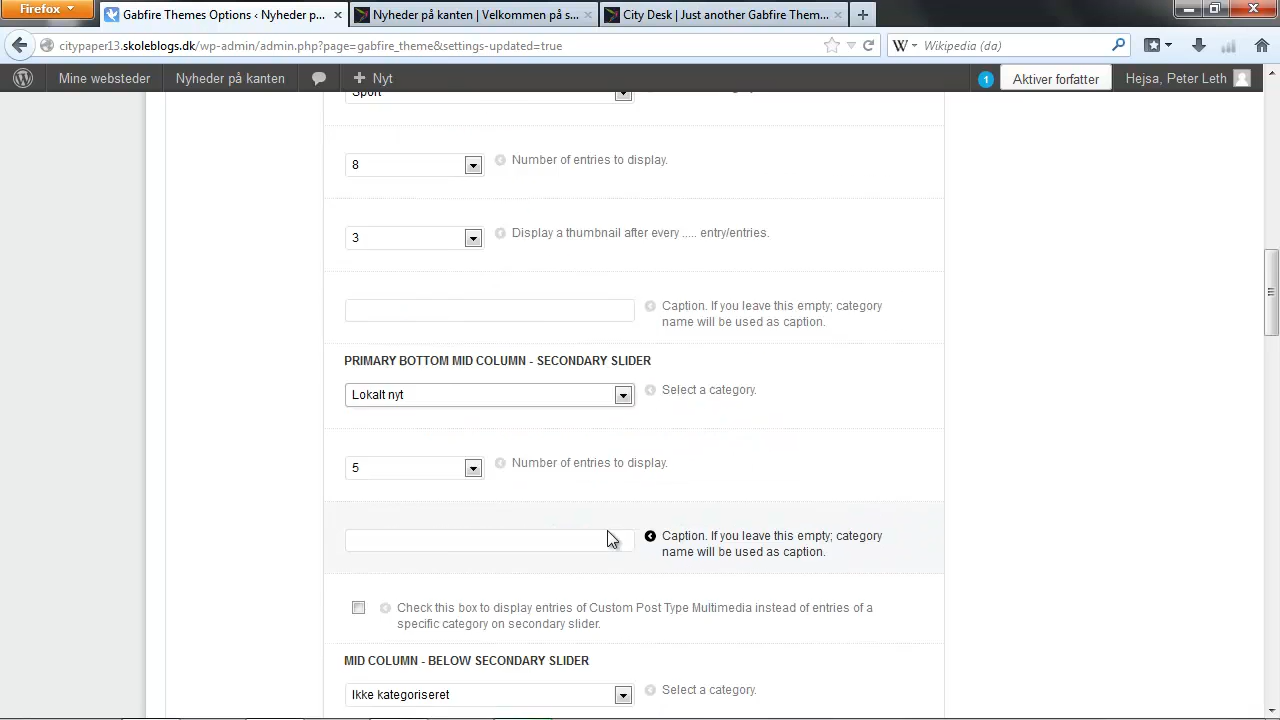 Firefox
Gabfire Themes Options ‹ Nyheder p... ×
Nyheder på kanten | Velkommen på s... ×
City Desk | Just another Gabfire Them... ×
citypaper13.skoleblogs.dk/wp-admin/admin.php?page=gabfire_theme&settings-updated=true
Wikipedia (da)
Mine websteder
Nyheder på kanten
+ Nyt
1
Aktiver forfatter
Hejsa, Peter Leth
Sport
8
Number of entries to display.
3
Display a thumbnail after every ..... entry/entries.
Caption. If you leave this empty; category
name will be used as caption.
PRIMARY BOTTOM MID COLUMN - SECONDARY SLIDER
Lokalt nyt
Select a category.
5
Number of entries to display.
Caption. If you leave this empty; category
name will be used as caption.
Check this box to display entries of Custom Post Type Multimedia instead of entries of a
specific category on secondary slider.
MID COLUMN - BELOW SECONDARY SLIDER
Ikke kategoriseret
Select a category.